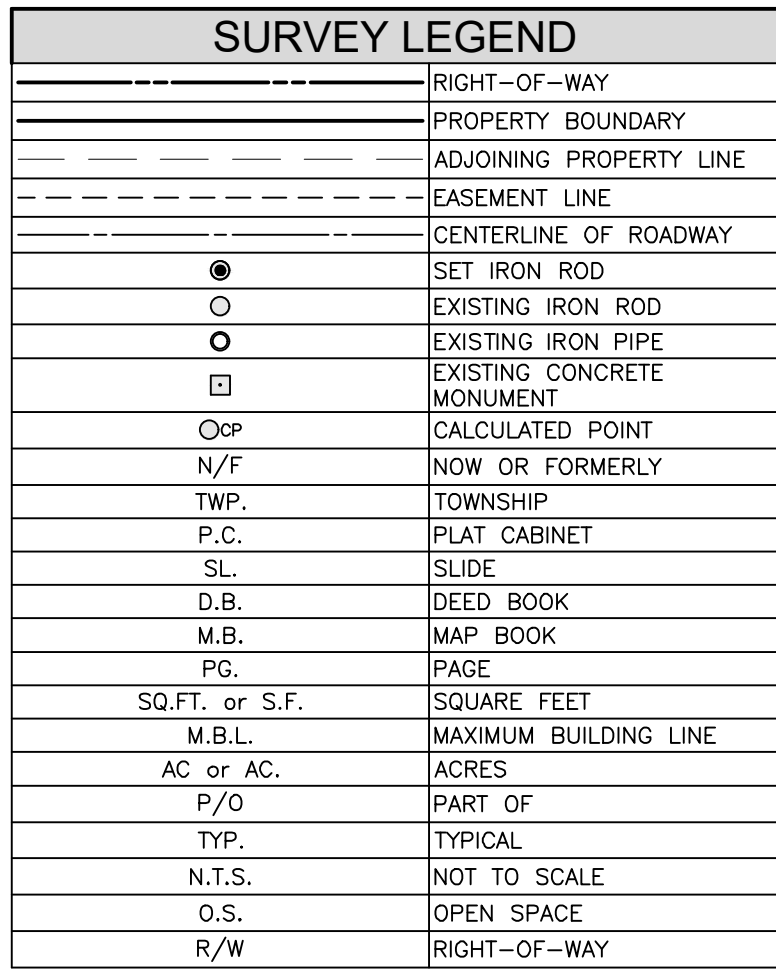 SURVEY LEGEND
RIGHT-OF-WAY
PROPERTY BOUNDARY
ADJOINING PROPERTY LINE
EASEMENT LINE
CENTERLINE OF ROADWAY
SET IRON ROD
EXISTING IRON ROD
EXISTING IRON PIPE
EXISTING CONCRETE
MONUMENT
CP CALCULATED POINT
N/F NOW OR FORMERLY
TWP. TOWNSHIP
P.C. PLAT CABINET
SL. SLIDE
D.B. DEED BOOK
M.B. MAP BOOK
PG. PAGE
SQ.FT. or S.F. SQUARE FEET
M.B.L. MAXIMUM BUILDING LINE
AC or AC. ACRES
P/O PART OF
TYP. TYPICAL
N.T.S. NOT TO SCALE
O.S. OPEN SPACE
R/W RIGHT-OF-WAY